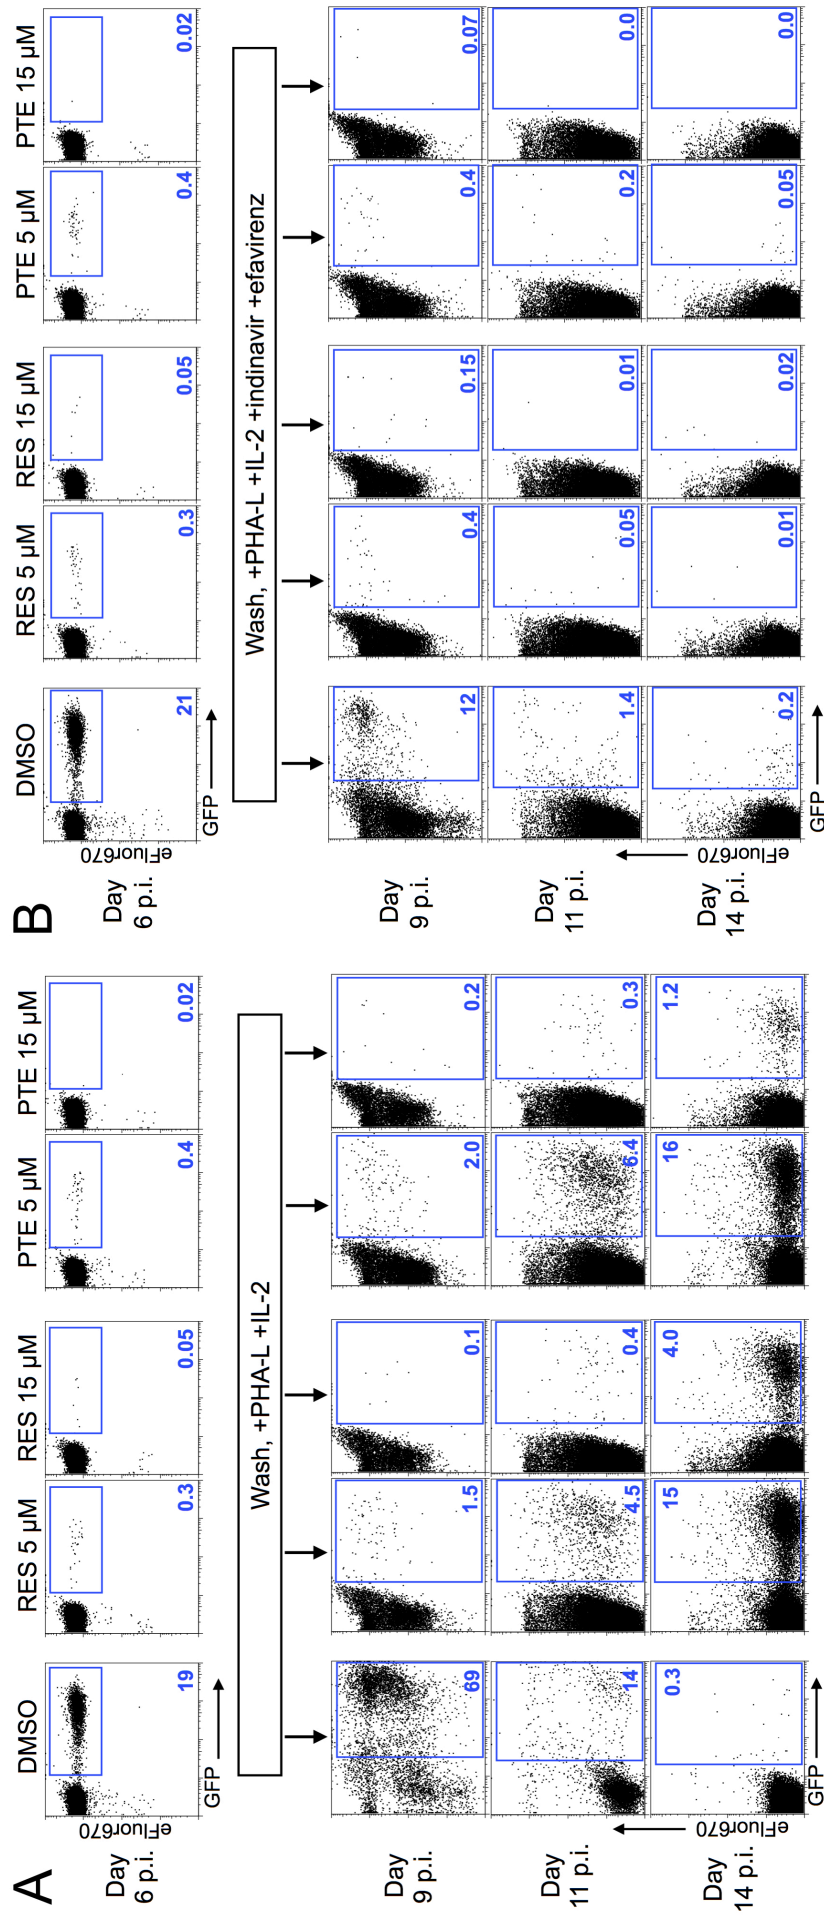 A
DMSO RES 5 µM RES 15 µM PTE 5 µM PTE 15 µM
Day
6 p.i.
eFluor670
19 0.3 0.05 0.4 0.02
GFP
Wash, +PHA-L +IL-2
Day
9 p.i.
69 1.5 0.1 2.0 0.2
Day
11 p.i.
14 4.5 0.4 6.4 0.3
Day
14 p.i.
eFluor670
0.3 15 4.0 16 1.2
GFP
B
DMSO RES 5 µM RES 15 µM PTE 5 µM PTE 15 µM
Day
6 p.i.
eFluor670
21 0.3 0.05 0.4 0.02
GFP
Wash, +PHA-L +IL-2 +indinavir +efavirenz
Day
9 p.i.
12 0.4 0.15 0.4 0.07
Day
11 p.i.
1.4 0.05 0.01 0.2 0.0
Day
14 p.i.
eFluor670
0.2 0.01 0.02 0.05 0.0
GFP